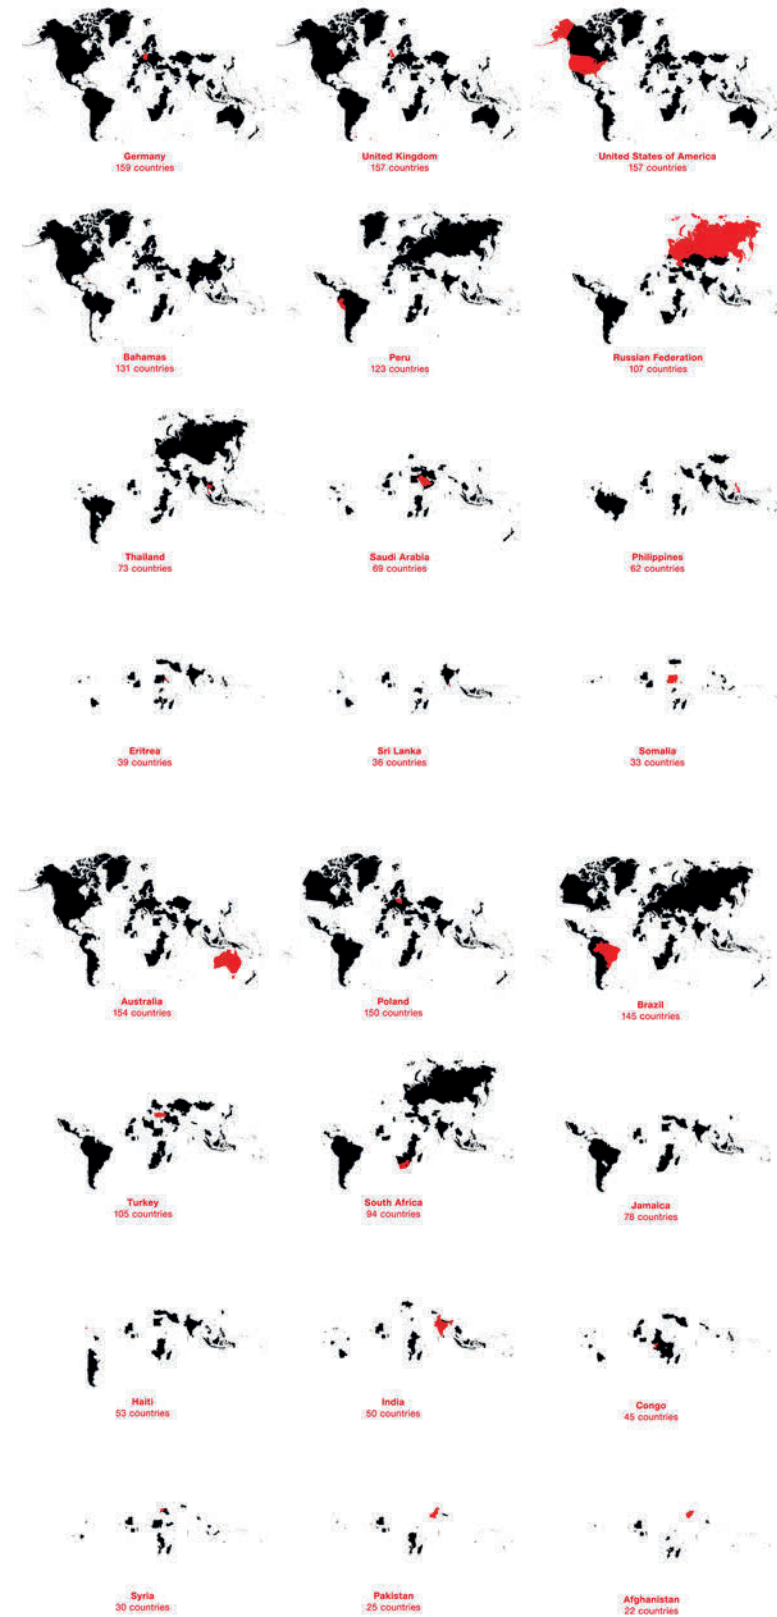 Germany
159 countries
United Kingdom
157 countries
United States of America
157 countries
Bahamas
131 countries
Peru
123 countries
Russian Federation
107 countries
Thailand
73 countries
Saudi Arabia
69 countries
Philippines
62 countries
Eritrea
39 countries
Sri Lanka
36 countries
Somalia
33 countries
Australia
154 countries
Poland
150 countries
Brazil
145 countries
Turkey
105 countries
South Africa
94 countries
Jamaica
78 countries
Haiti
53 countries
India
50 countries
Congo
45 countries
Syria
30 countries
Pakistan
25 countries
Afghanistan
22 countries